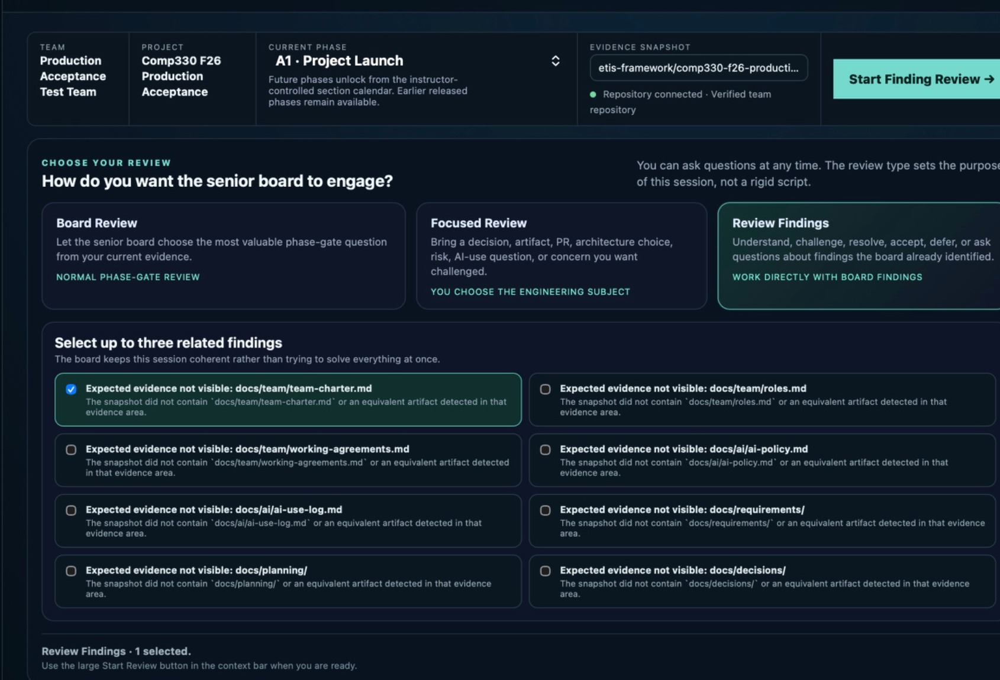 TEAM
Production
Acceptance
Test Team
PROJECT
Comp330 F26
Production
Acceptance
CURRENT PHASE
A1 · Project Launch
Future phases unlock from the instructor-
controlled section calendar. Earlier released
phases remain available.
EVIDENCE SNAPSHOT
etis-framework/comp330-f26-producti...
Repository connected · Verified team
repository
Start Finding Review →
CHOOSE YOUR REVIEW
How do you want the senior board to engage?
You can ask questions at any time. The review type sets the purpose
of this session, not a rigid script.
Board Review
Let the senior board choose the most valuable phase-gate question
from your current evidence.
NORMAL PHASE-GATE REVIEW
Focused Review
Bring a decision, artifact, PR, architecture choice,
risk, AI-use question, or concern you want
challenged.
YOU CHOOSE THE ENGINEERING SUBJECT
Review Findings
Understand, challenge, resolve, accept, defer, or ask
questions about findings the board already identified.
WORK DIRECTLY WITH BOARD FINDINGS
Select up to three related findings
The board keeps this session coherent rather than trying to solve everything at once.
Expected evidence not visible: docs/team/team-charter.md
The snapshot did not contain `docs/team/team-charter.md` or an equivalent artifact detected in that
evidence area.
Expected evidence not visible: docs/team/roles.md
The snapshot did not contain `docs/team/roles.md` or an equivalent artifact detected in that
evidence area.
Expected evidence not visible: docs/team/working-agreements.md
The snapshot did not contain `docs/team/working-agreements.md` or an equivalent artifact detected
in that evidence area.
Expected evidence not visible: docs/ai/ai-policy.md
The snapshot did not contain `docs/ai/ai-policy.md` or an equivalent artifact detected in that
evidence area.
Expected evidence not visible: docs/ai/ai-use-log.md
The snapshot did not contain `docs/ai/ai-use-log.md` or an equivalent artifact detected in that
evidence area.
Expected evidence not visible: docs/requirements/
The snapshot did not contain `docs/requirements/` or an equivalent artifact detected in that evidence
area.
Expected evidence not visible: docs/planning/
The snapshot did not contain `docs/planning/` or an equivalent artifact detected in that evidence
area.
Expected evidence not visible: docs/decisions/
The snapshot did not contain `docs/decisions/` or an equivalent artifact detected in that evidence
area.
Review Findings · 1 selected.
Use the large Start Review button in the context bar when you are ready.